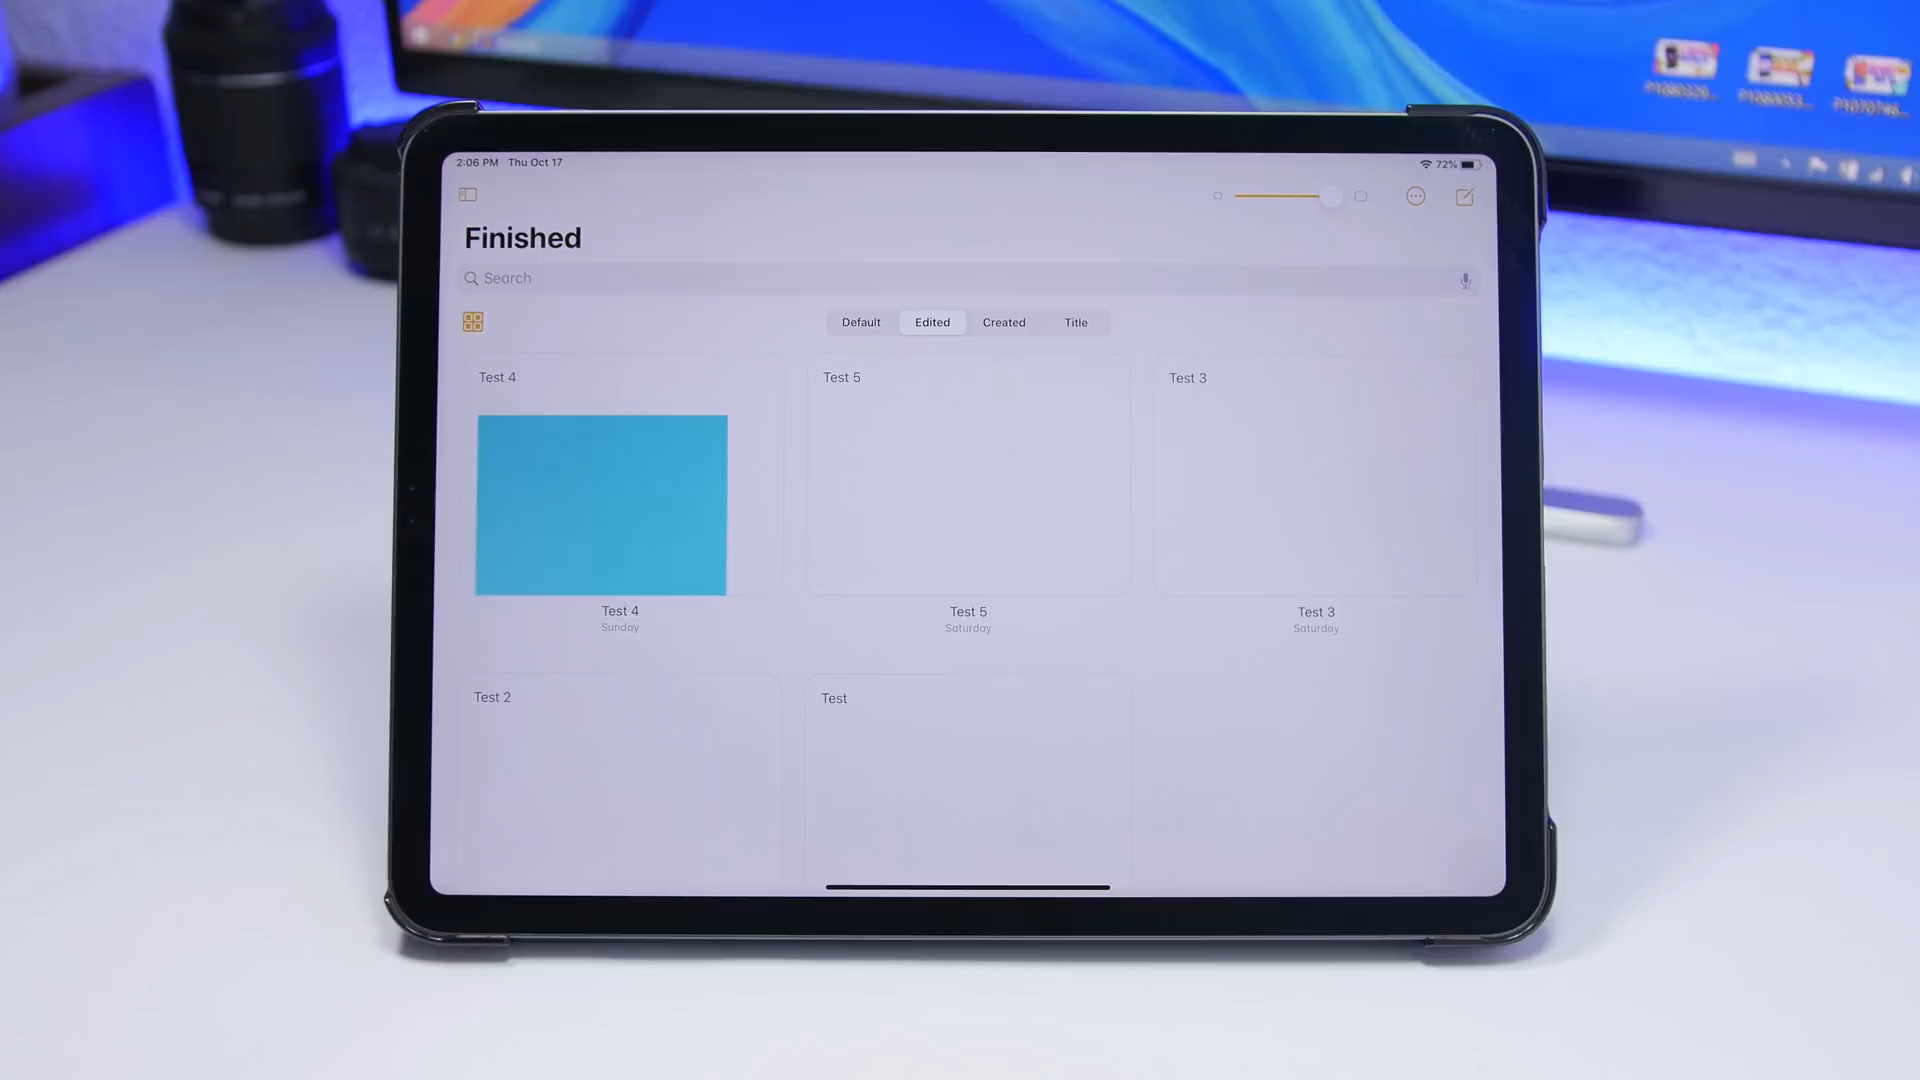 2:06 PM Thu Oct 17
72%
Finished
Search
Default Edited Created Title
Test 4
Test 5
Test 3
Test 4
Sunday
Test 5
Saturday
Test 3
Saturday
Test 2
Test